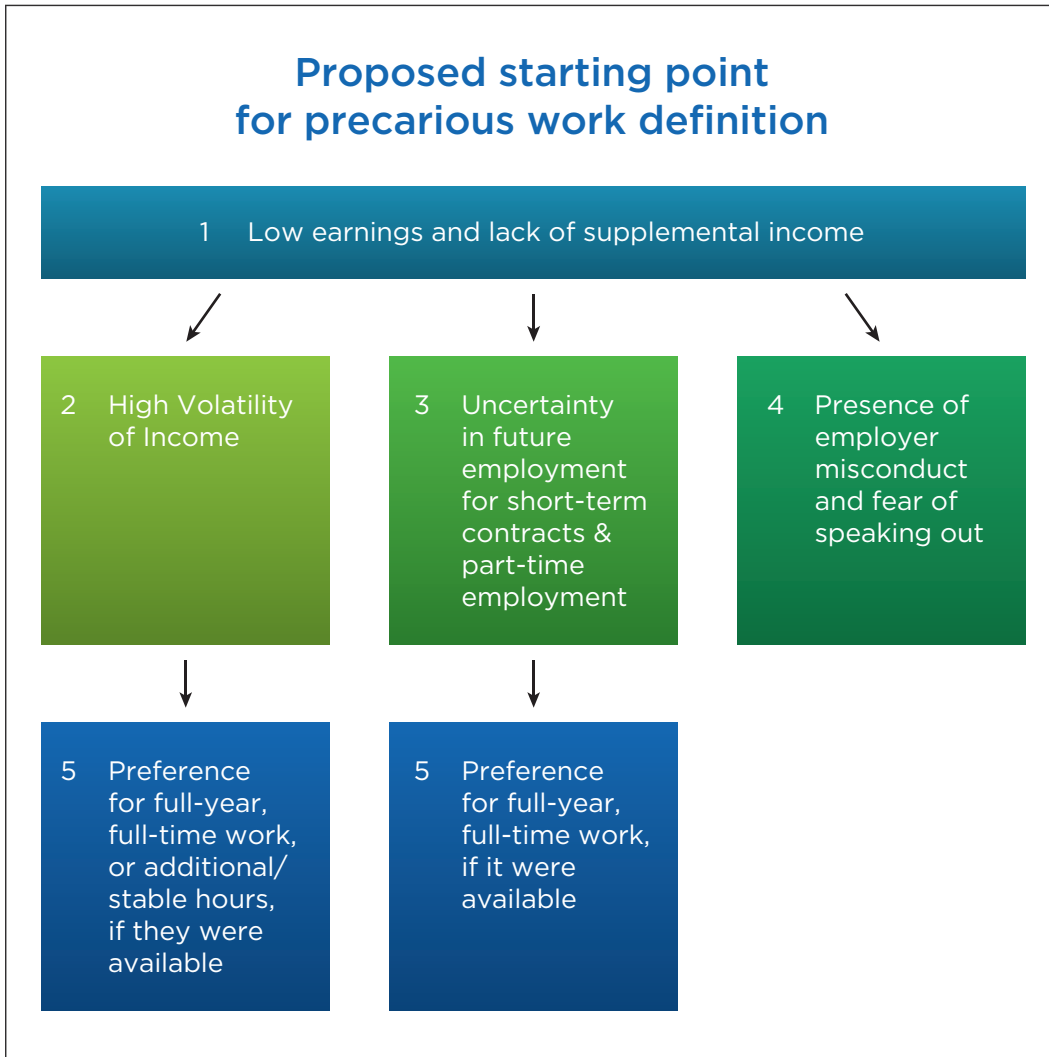 Proposed starting point
for precarious work definition
1 Low earnings and lack of supplemental income
2 High Volatility
of Income
3 Uncertainty
in future
employment
for short-term
contracts &
part-time
employment
4 Presence of
employer
misconduct
and fear of
speaking out
5 Preference
for full-year,
full-time work,
or additional/
stable hours,
if they were
available
5 Preference
for full-year,
full-time work,
if it were
available